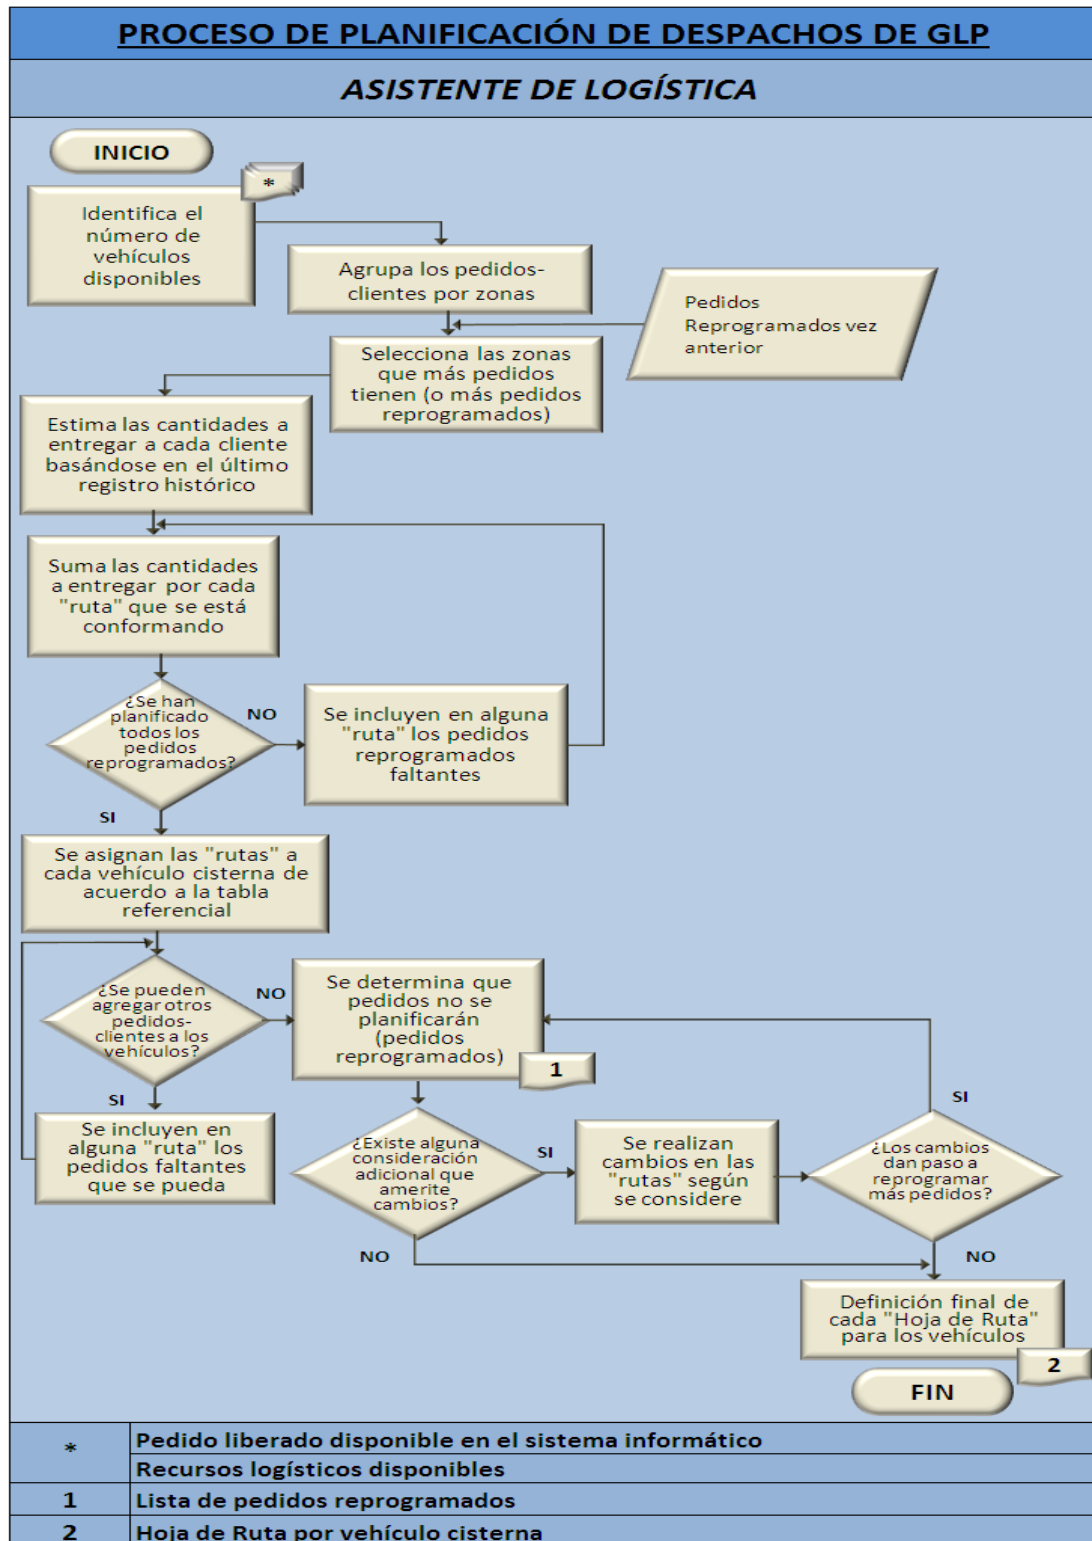 PROCESO DE PLANIFICACIÓN DE DESPACHOS DE GLP
ASISTENTE DE LOGÍSTICA
INICIO
*
Identifica el
número de
vehículos
disponibles
Agrupa los pedidos-
clientes por zonas
Pedidos
Reprogramados vez
anterior
Selecciona las zonas
que más pedidos
tienen (o más pedidos
reprogramados)
Estima las cantidades a
entregar a cada cliente
basándose en el último
registro histórico
Suma las cantidades
a entregar por cada
"ruta" que se está
conformando
¿Se han
planificado
todos los
pedidos
reprogramados?
NO
Se incluyen en alguna
"ruta" los pedidos
reprogramados
faltantes
SI
Se asignan las "rutas" a
cada vehículo cisterna de
acuerdo a la tabla
referencial
¿Se pueden
agregar otros
pedidos-
clientes a los
vehículos?
NO
Se determina que
pedidos no se
planificarán
(pedidos
reprogramados)
1
SI
Se incluyen en
alguna "ruta" los
pedidos faltantes
que se pueda
¿Existe alguna
consideración
adicional que
amerite
cambios?
SI
Se realizan
cambios en las
"rutas" según
se considere
SI
¿Los cambios
dan paso a
reprogramar
más pedidos?
NO
NO
Definición final de
cada "Hoja de Ruta"
para los vehículos
2
FIN
*
Pedido liberado disponible en el sistema informático
Recursos logísticos disponibles
1 Lista de pedidos reprogramados
2 Hoja de Ruta por vehículo cisterna